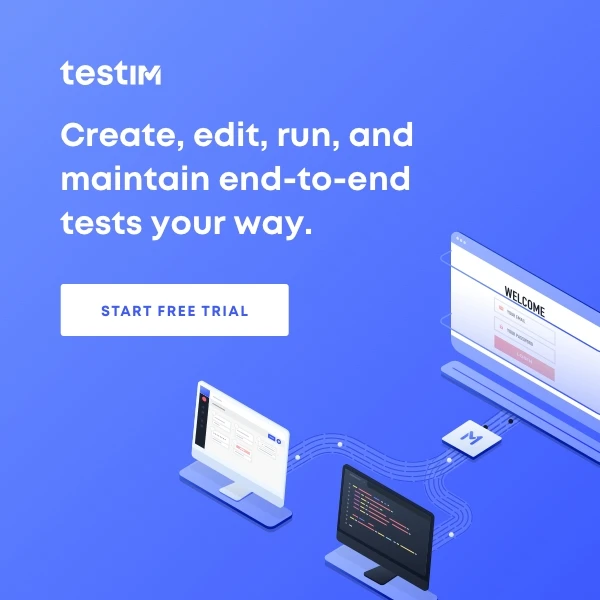 testim
Create, edit, run, and
maintain end-to-end
tests your way.
START FREE TRIAL
WELCOME
YOUR EMAIL
YOUR PASSWORD